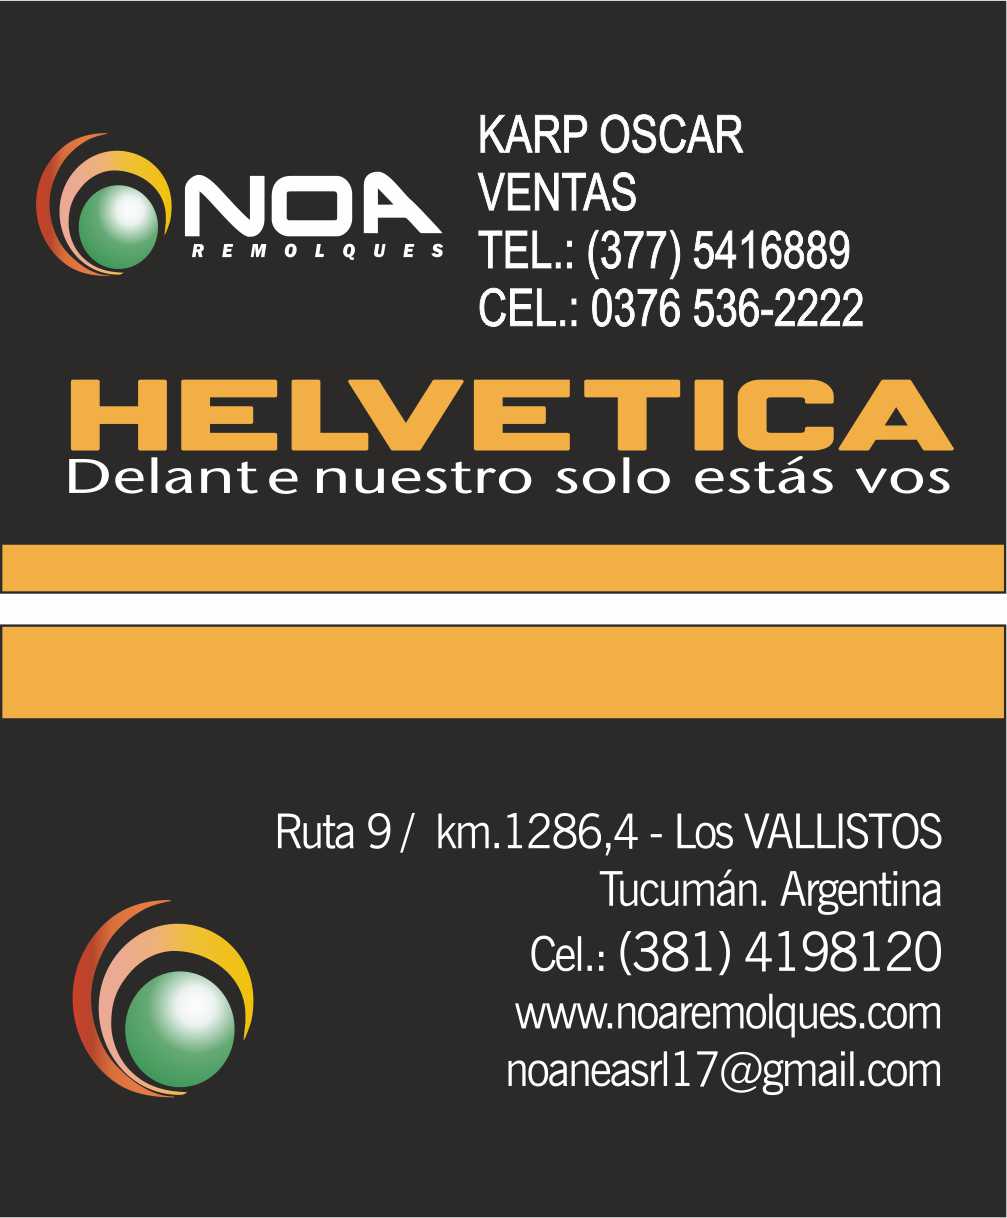 NOA
REMOLQUES
KARP OSCAR
VENTAS
TEL.: (377) 5416889
CEL.: 0376 536-2222
HELVETICA
Delante nuestro solo estás vos
Ruta 9 / km.1286,4 - Los VALLISTOS
Tucumán. Argentina
Cel.: (381) 4198120
www.noaremolques.com
noaneasrl17@gmail.com